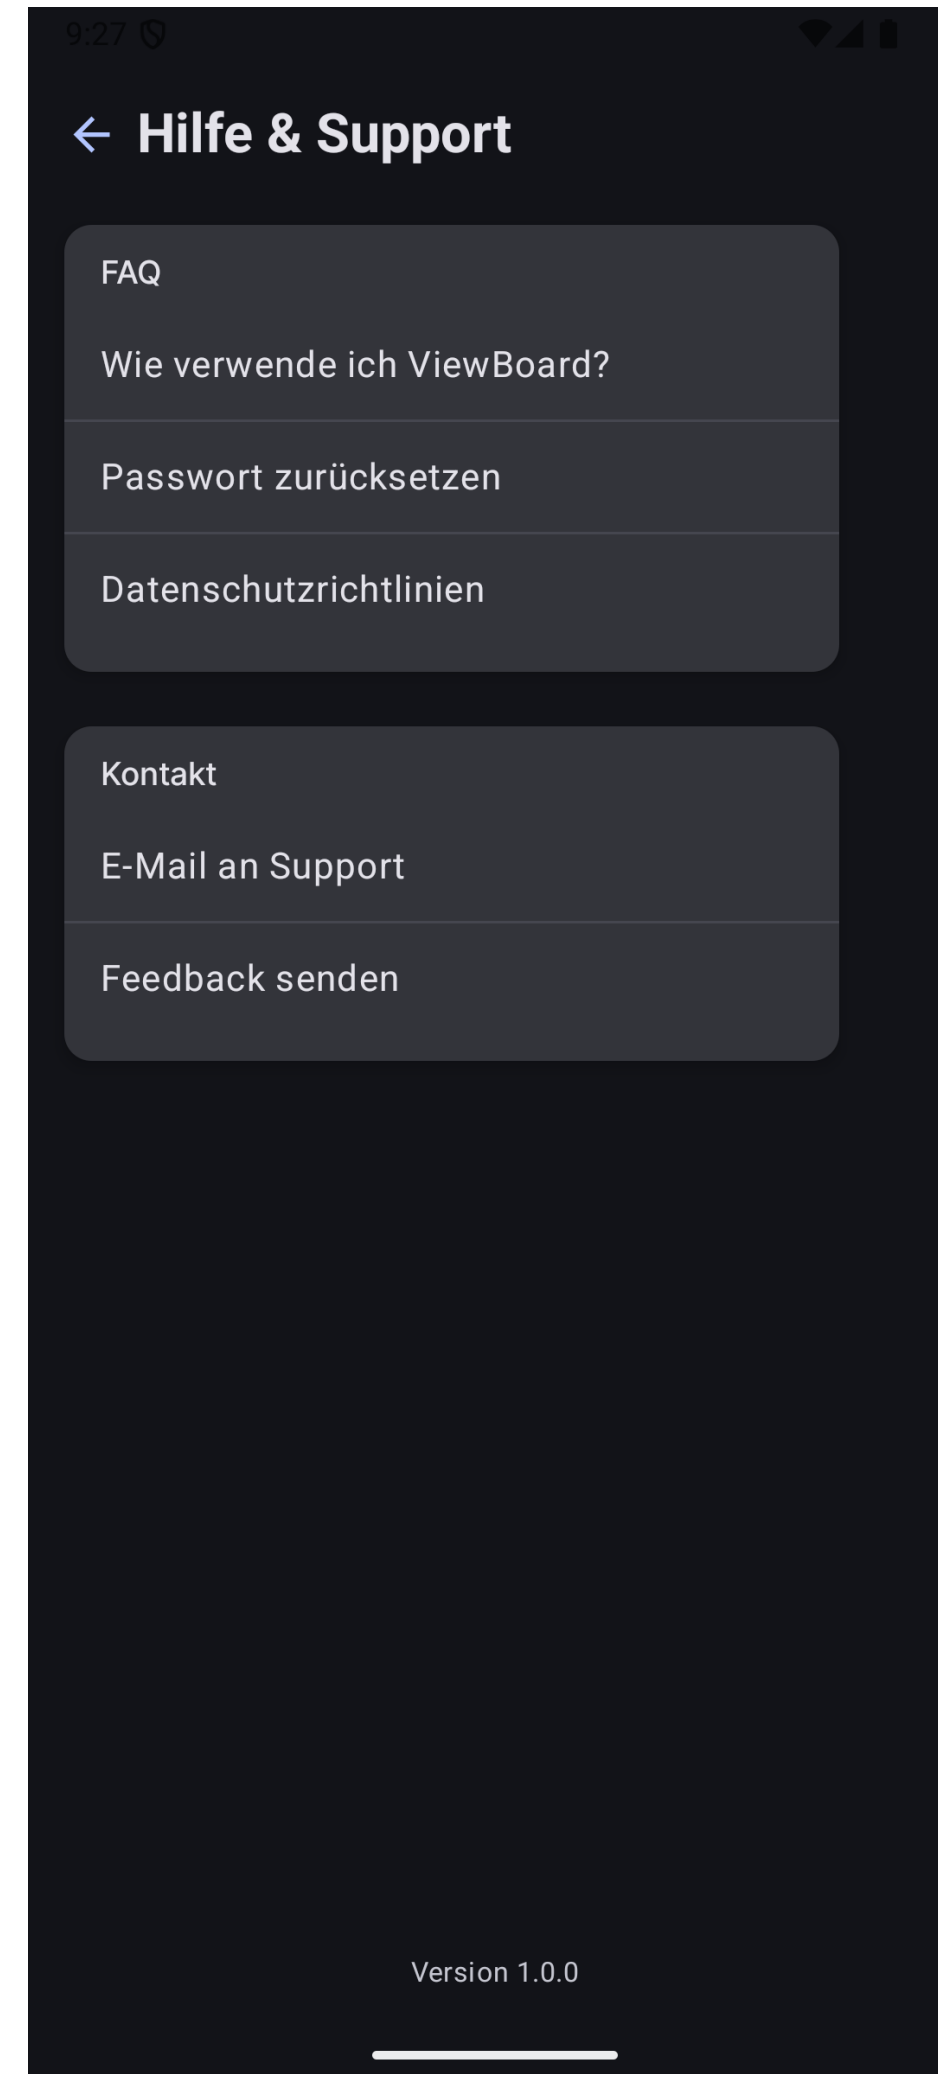 9:27
Hilfe & Support
FAQ
Wie verwende ich ViewBoard?
Passwort zurücksetzen
Datenschutzrichtlinien
Kontakt
E-Mail an Support
Feedback senden
Version 1.0.0